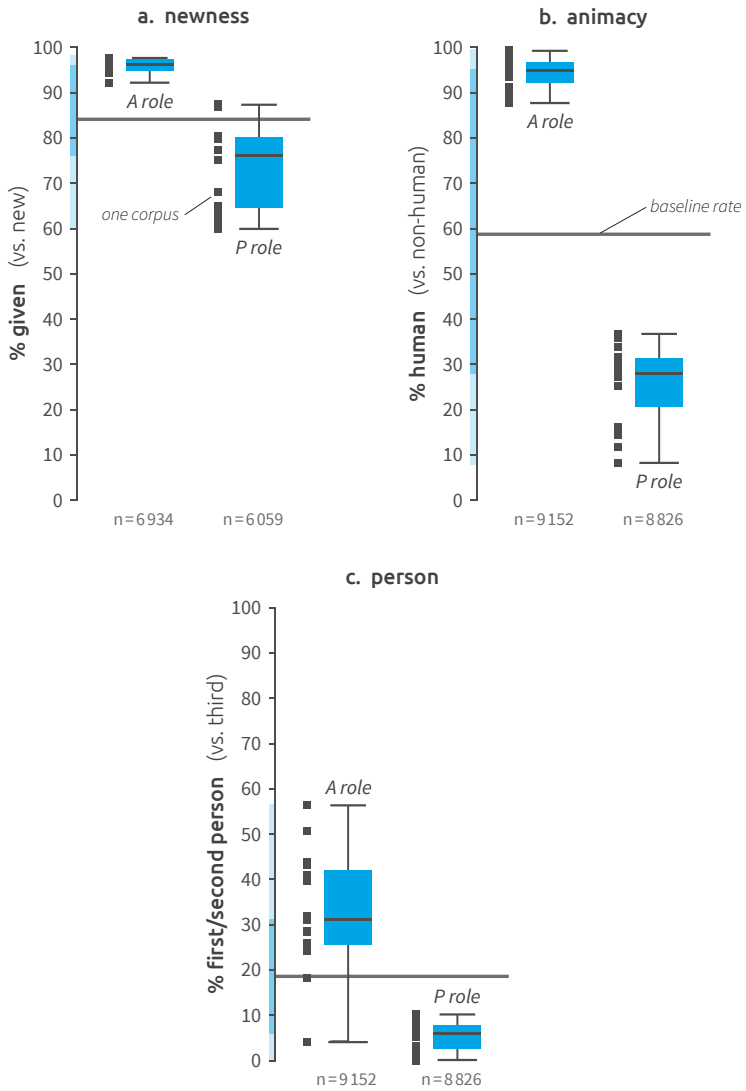 a. newness
% given (vs. new)
100
90
80
70
60
50
40
30
20
10
0
A role
one corpus
P role
n=6934
n=6059
b. animacy
% human (vs. non-human)
100
90
80
70
60
50
40
30
20
10
0
A role
baseline rate
P role
n=9152
n=8826
c. person
% first/second person (vs. third)
100
90
80
70
60
50
40
30
20
10
0
A role
P role
n=9152
n=8826